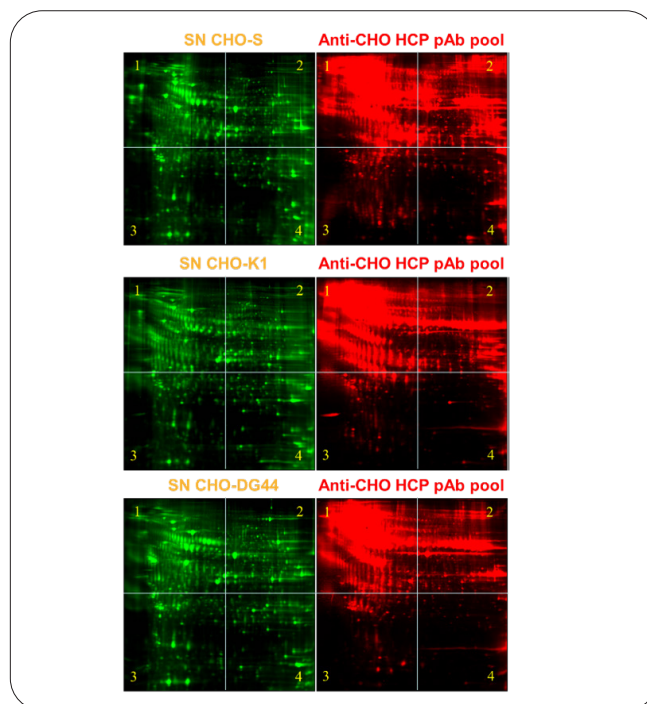 SN CHO-S Anti-CHO HCP pAb pool
1 2 1 2
3 4 3 4
SN CHO-K1 Anti-CHO HCP pAb pool
1 2 1 2
3 4 3 4
SN CHO-DG44 Anti-CHO HCP pAb pool
1 2 1 2
3 4 3 4